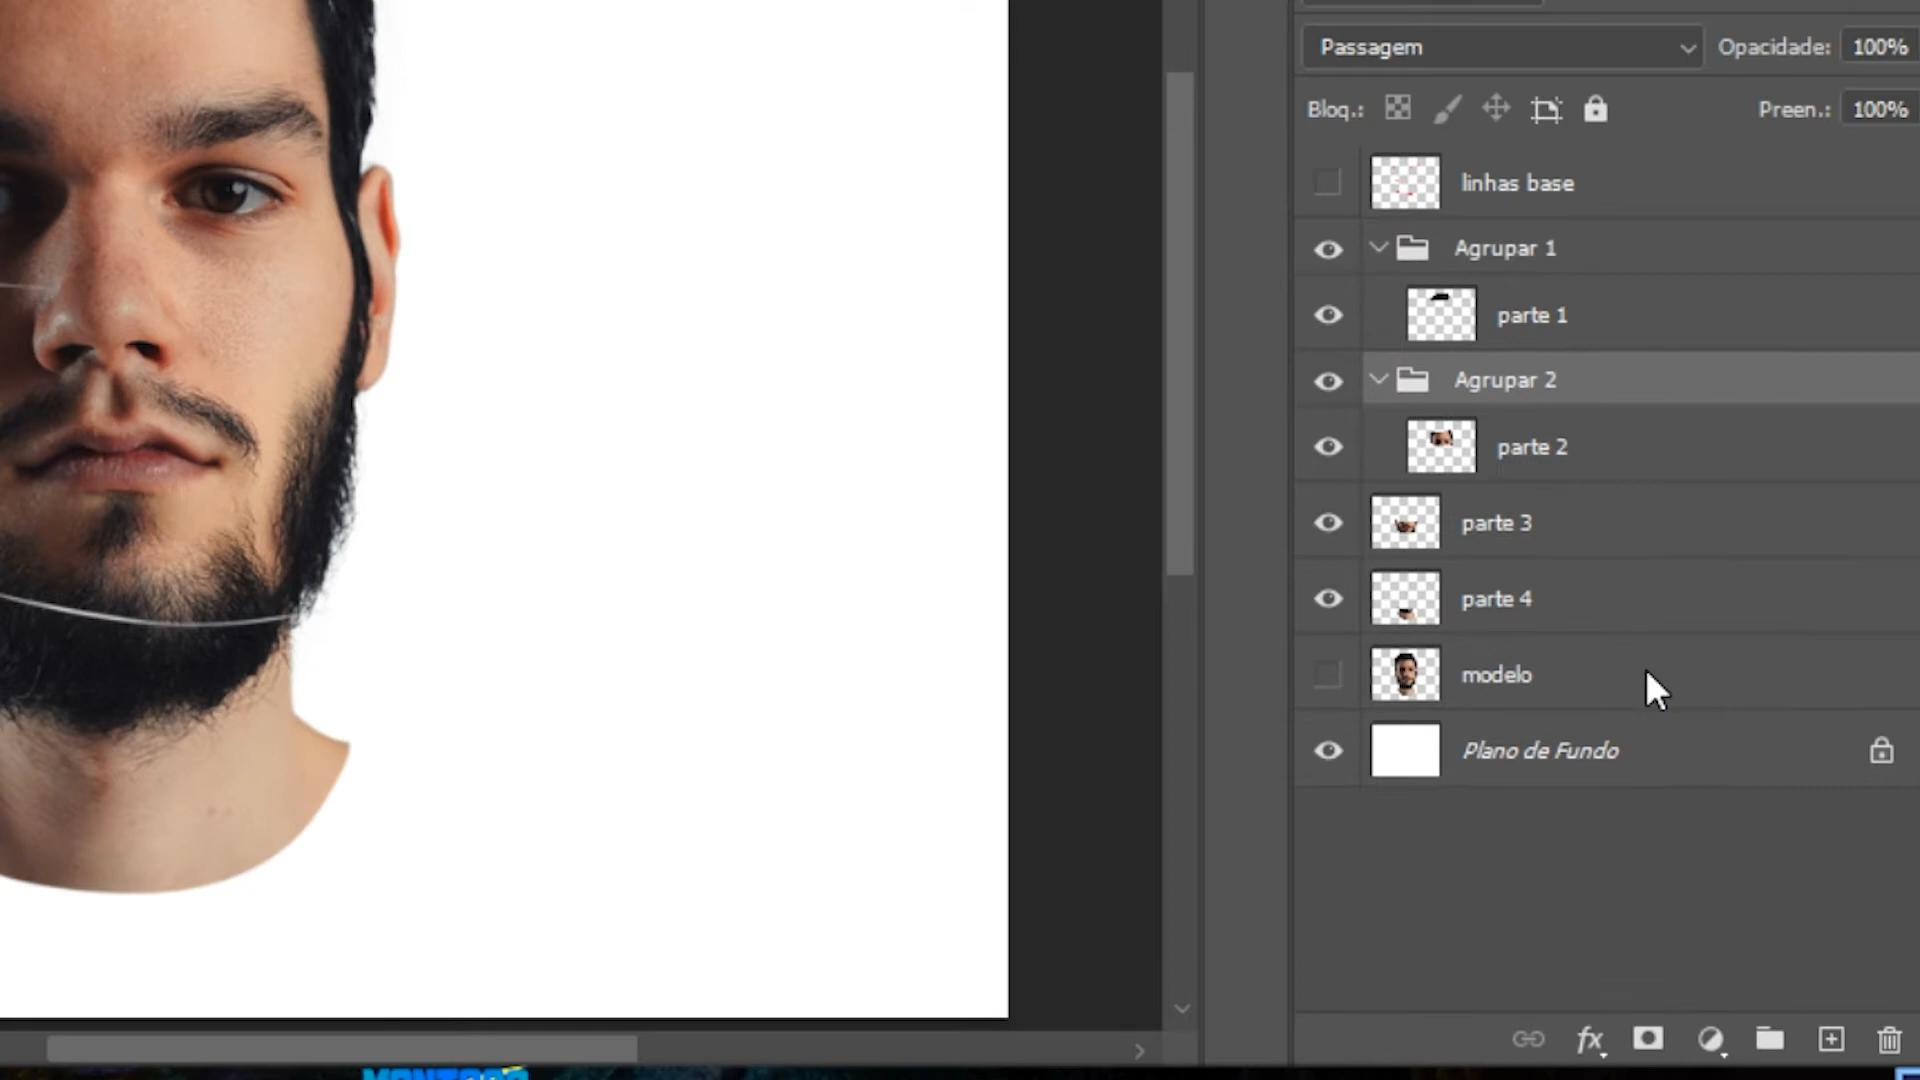 Passagem
Opacidade: 100%
Bloq.:
Preen.: 100%
linhas base
Agrupar 1
parte 1
Agrupar 2
parte 2
parte 3
parte 4
modelo
Plano de Fundo
fx